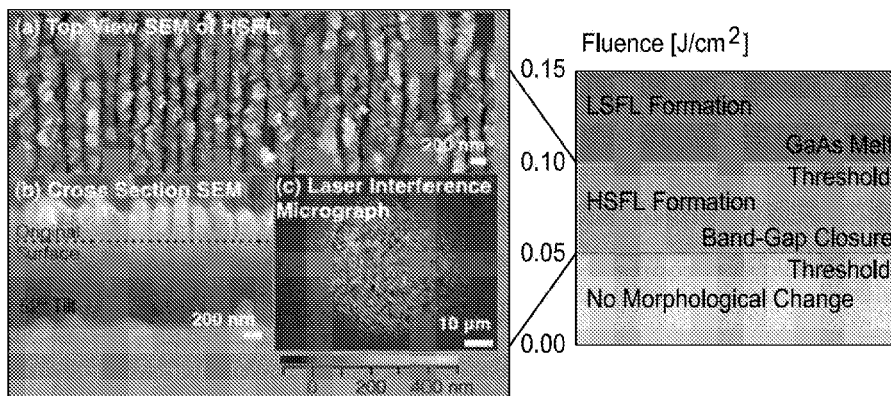 (a) Top View SEM of HSFL
200 nm
(b) Cross Section SEM
Original
Surface
52° Tilt
200 nm
(c) Laser Interference
Micrograph
10 µm
0 200 400 nm
Fluence [J/cm²]
0.15
0.10
0.05
0.00
LSFL Formation
GaAs Melt
Threshold
HSFL Formation
Band-Gap Closure
Threshold
No Morphological Change